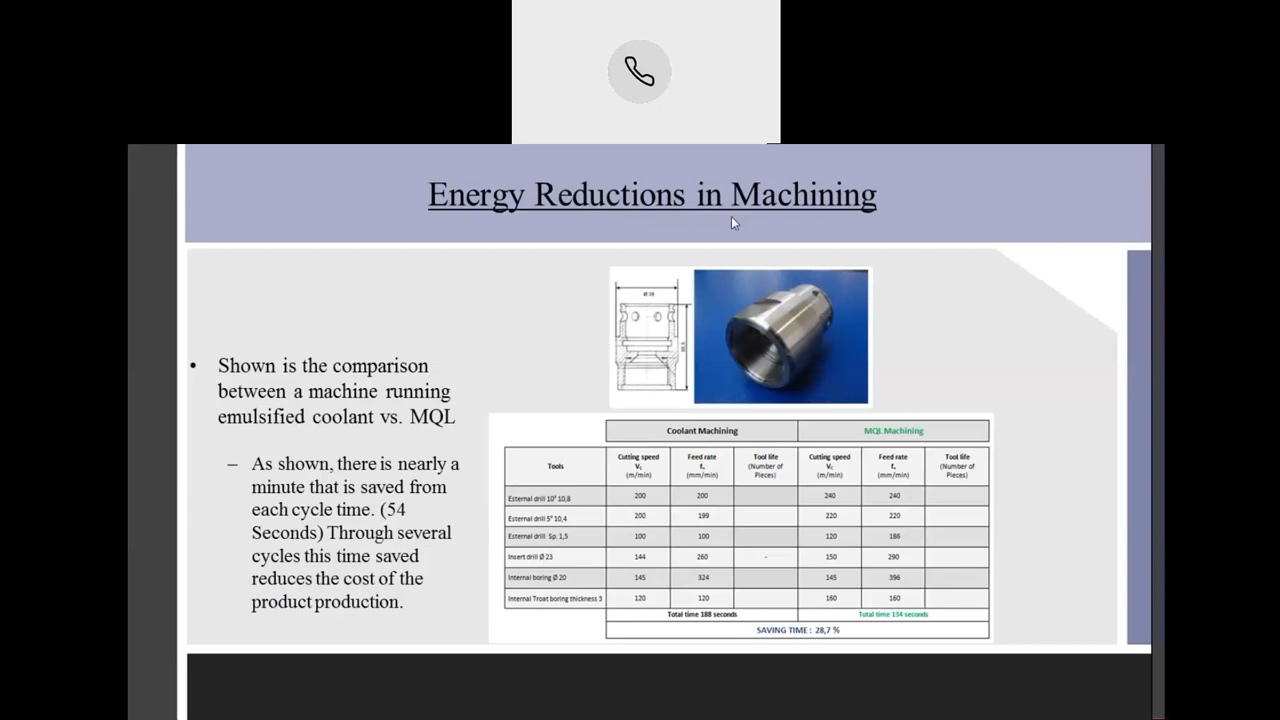 Energy Reductions in Machining
Ø 38
• Shown is the comparison
between a machine running
emulsified coolant vs. MQL
– As shown, there is nearly a
minute that is saved from
each cycle time. (54
Seconds) Through several
cycles this time saved
reduces the cost of the
product production.
Coolant Machining MQL Machining
Tools Cutting speed Vc (m/min) Feed rate (mm/min) Tool life (Number of Pieces) Cutting speed Vc (m/min) Feed rate (mm/min) Tool life (Number of Pieces)
Esternal drill 10° 10,8 200 200 240 240
Esternal drill 5° 10,4 200 199 220 220
Esternal drill Sp. 1,5 100 100 120 186
Insert drill Ø 23 144 260 - 150 290
Internal boring Ø 20 145 324 145 396
Internal Troat boring thickness 3 120 120 160 160
Total time 188 seconds Total time 134 seconds
SAVING TIME : 28,7 %